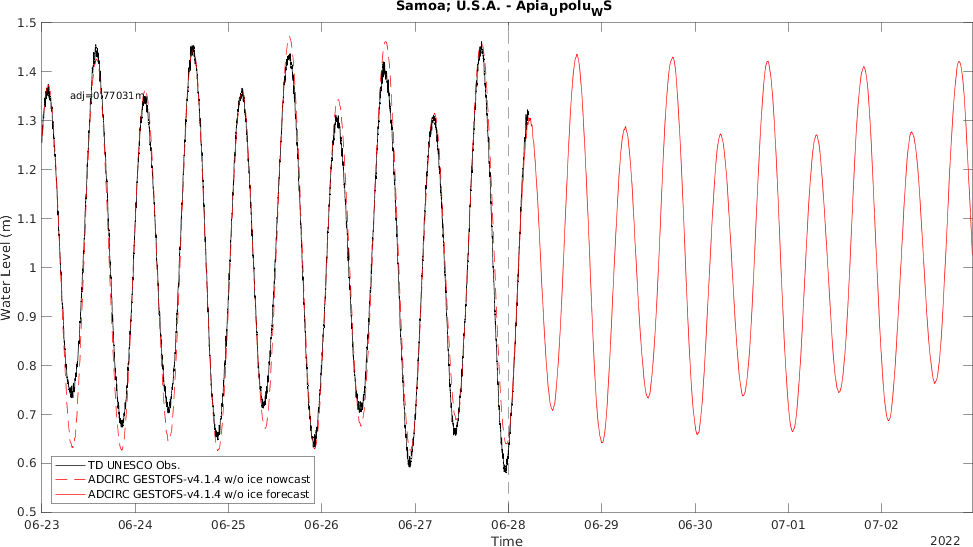 Samoa; U.S.A. - Apia_Upolu_WS
adj=0.77031m
Water Level (m)
1.5
1.4
1.3
1.2
1.1
1
0.9
0.8
0.7
0.6
0.5
TD UNESCO Obs.
ADCIRC GESTOFS-v4.1.4 w/o ice nowcast
ADCIRC GESTOFS-v4.1.4 w/o ice forecast
06-23 06-24 06-25 06-26 06-27 06-28 06-29 06-30 07-01 07-02
Time
2022